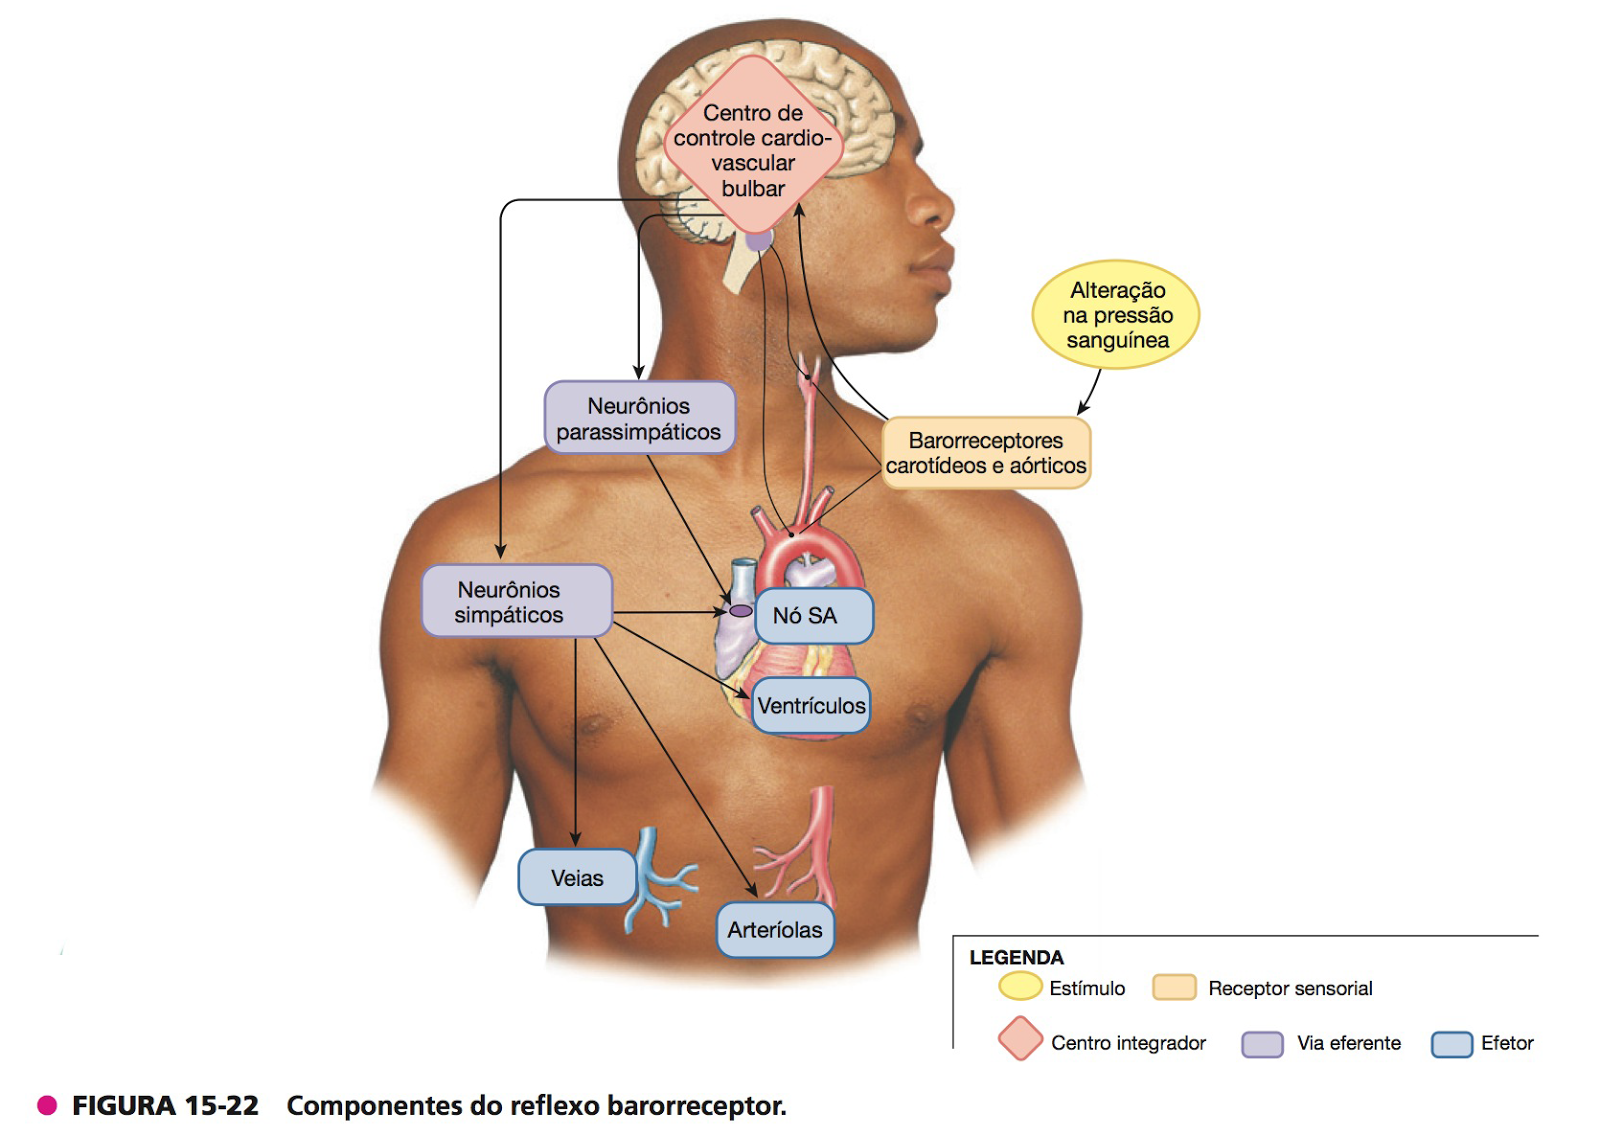 Centro de
controle cardio-
vascular
bulbar
Alteração
na pressão
sanguínea
Neurônios
parassimpáticos
Barorreceptores
carotídeos e aórticos
Neurônios
simpáticos
Nó SA
Ventrículos
Veias
Arteríolas
LEGENDA
Estímulo
Receptor sensorial
Centro integrador
Via eferente
Efetor
FIGURA 15-22 Componentes do reflexo barorreceptor.